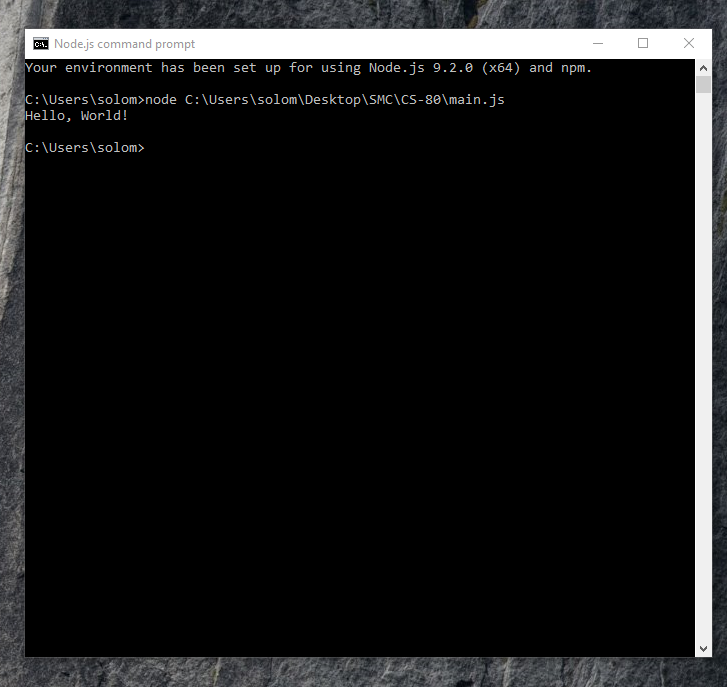 Node.js command prompt
Your environment has been set up for using Node.js 9.2.0 (x64) and npm.
C:\Users\solom>node C:\Users\solom\Desktop\SMC\CS-80\main.js
Hello, World!
C:\Users\solom>